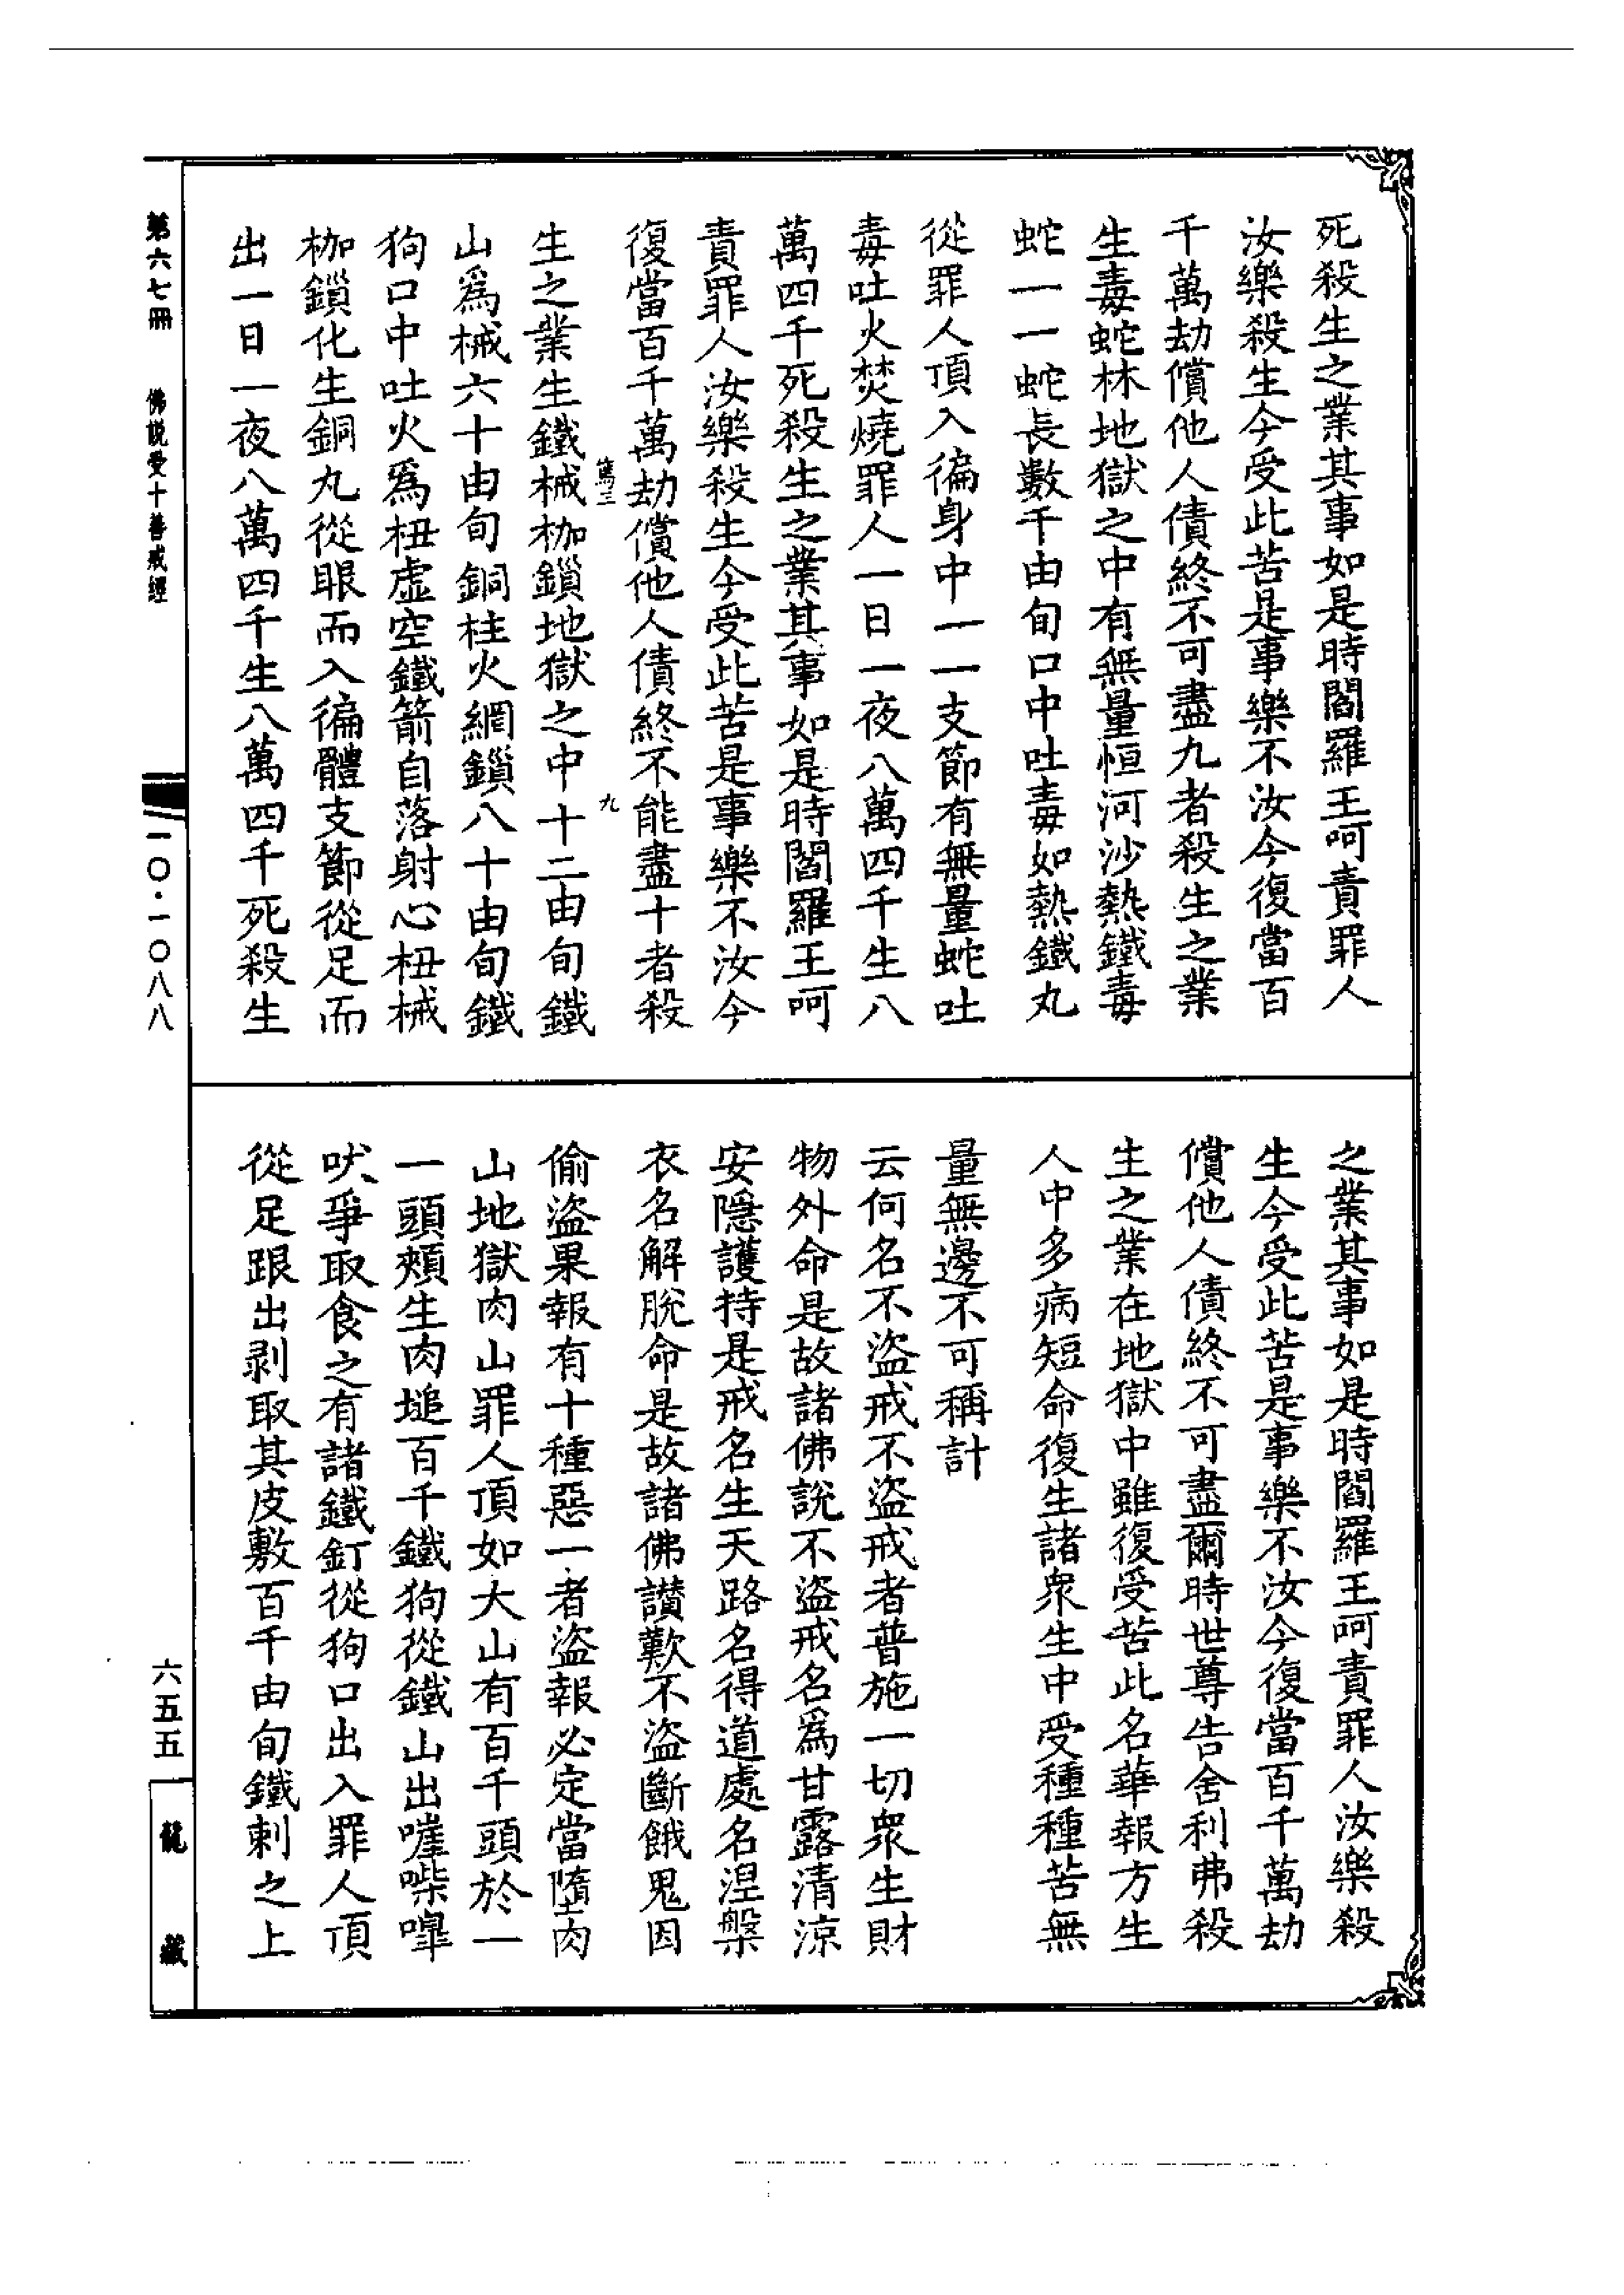 死殺生之業其事如是時閻羅王呵責罪人
汝樂殺生今受此苦是事樂不汝今復當百
千萬劫償他人債終不可盡九者殺生之業
生毒蛇林地獄之中有無量恒河沙熱鐵毒
蛇一一蛇長數千由旬口中吐毒如熱鐵丸
從罪人頂入徧身中一一支節有無量蛇吐
毒吐火焚燒罪人一日一夜八萬四千生八
萬四千死殺生之業其事如是時閻羅王呵
責罪人汝樂殺生今受此苦是事樂不汝今
復當百千萬劫償他人債終不能盡十者殺
生之業生鐵械枷鎖地獄之中十二由旬鐵
山爲械六十由旬銅柱火網鎖八十由旬鐵
狗口中吐火爲杻虛空鐵箭自落射心杻械
枷鎖化生銅丸從眼而入徧體支節從足而
出一日一夜八萬四千生八萬四千死殺生
之業其事如是時閻羅王呵責罪人汝樂殺
生今受此苦是事樂不汝今復當百千萬劫
償他人債終不可盡爾時世尊告舍利弗殺
生之業在地獄中雖復受苦此名華報方生
人中多病短命復生諸衆生中受種種苦無
量無邊不可稱計
云何名不盜戒不盜戒者普施一切衆生財
物外命是故諸佛說不盜戒名爲甘露清涼
安隱護持是戒名生天路名得道處名涅槃
衣名解脫命是故諸佛讃歎不盜斷餓鬼因
偷盜果報有十種惡一者盜報必定當墮肉
山地獄肉山罪人頂如大山有百千頭於一
一頭頰生肉塠百千鐵狗從鐵山出嘊喍嘷
吠爭取食之有諸鐵釘從狗口出入罪人頂
從足跟出剥取其皮敷百千由旬鐵刺之上
第六七冊 佛說受十善戒經
一〇·一〇八八
六五五
龍藏
九